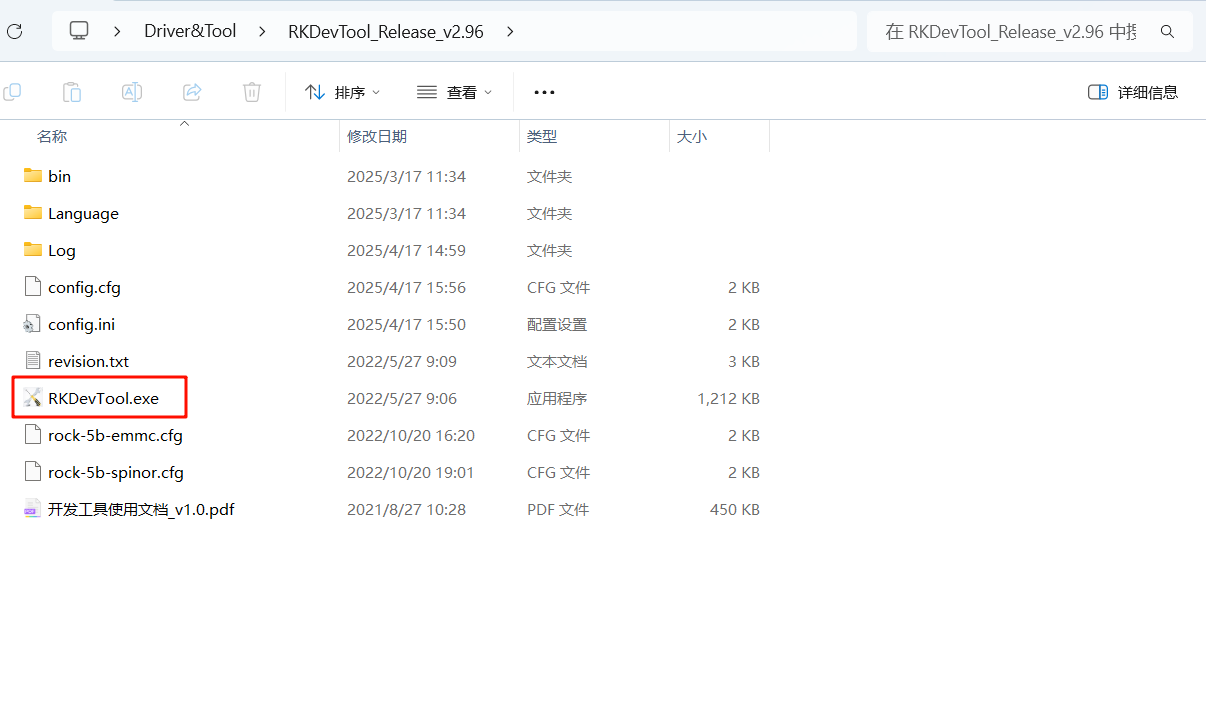 Driver&Tool > RKDevTool_Release_v2.96 >
在 RKDevTool_Release_v2.96 中
排序 查看 ••• 详细信息
名称 修改日期 类型 大小
bin 2025/3/17 11:34 文件夹
Language 2025/3/17 11:34 文件夹
Log 2025/4/17 14:59 文件夹
config.cfg 2025/4/17 15:56 CFG 文件 2 KB
config.ini 2025/4/17 15:50 配置设置 2 KB
revision.txt 2022/5/27 9:09 文本文档 3 KB
RKDevTool.exe 2022/5/27 9:06 应用程序 1,212 KB
rock-5b-emmc.cfg 2022/10/20 16:20 CFG 文件 2 KB
rock-5b-spinor.cfg 2022/10/20 19:01 CFG 文件 2 KB
开发工具使用文档_v1.0.pdf 2021/8/27 10:28 PDF 文件 450 KB